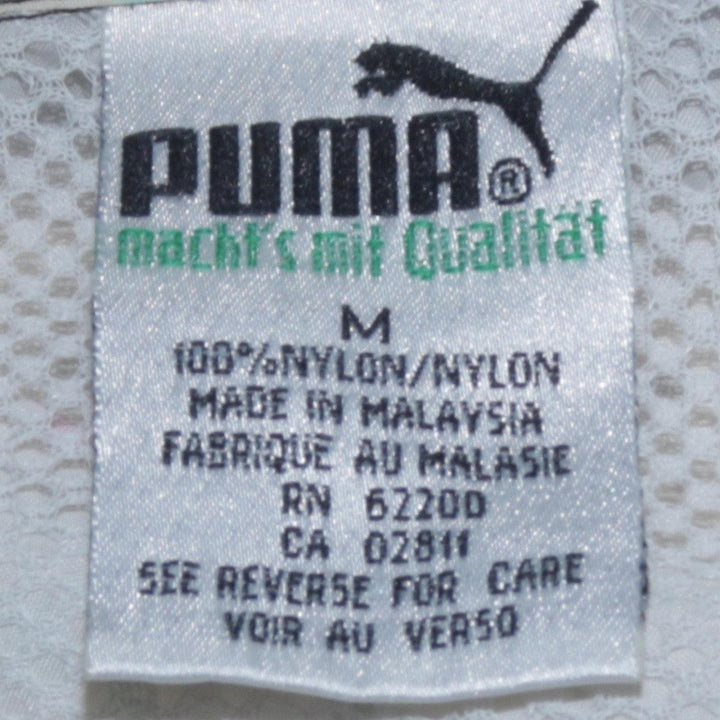 PUMA®
macht's mit Qualität
M
100%NYLON/NYLON
MADE IN MALAYSIA
FABRIQUE AU MALASIE
RN 62200
CA 02811
SEE REVERSE FOR CARE
VOIR AU VERSO